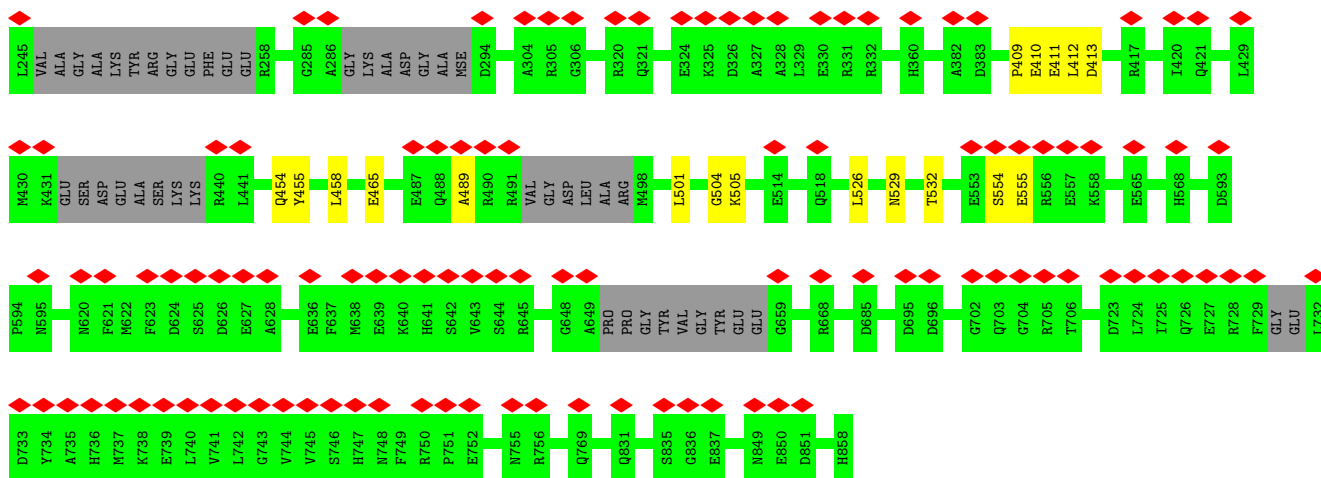 L245 VAL ALA GLY ALA LYS TYR ARG GLY GLU PHE GLU GLU R258 G285 A286 GLY LYS ALA ASP GLY ALA MSE D294 A304 R305 G306 R320 Q321 E324 K325 D326 A327 A328 L329 E330 R331 R332 H360 A382 D383 P409 E410 E411 L412 D413 R417 I420 Q421 L429
M430 K431 GLU SER ASP GLU ALA SER LYS LYS R440 L441 Q454 Y455 L458 E465 E487 Q488 A489 R490 R491 VAL GLY ASP LEU ALA ARG M498 L501 G504 K505 E514 Q518 L526 N529 T532 E553 S554 E555 R556 E557 K558 E565 H568 D593
P594 N595 N620 F621 M622 F623 D624 S625 D626 E627 A628 E636 F637 M638 E639 K640 H641 S642 V643 S644 R645 G648 A649 PRO PRO GLY TYR VAL GLY TYR GLU GLU G659 R668 D685 D695 D696 G702 Q703 G704 R705 T706 D723 L724 I725 Q726 E727 R728 F729 GLY GLU L732
D733 Y734 A735 H736 M737 K738 E739 L740 V741 L742 G743 V744 V745 S746 H747 N748 F749 R750 P751 E752 N755 R756 Q769 Q831 S835 G836 E837 N849 E850 D851 H858